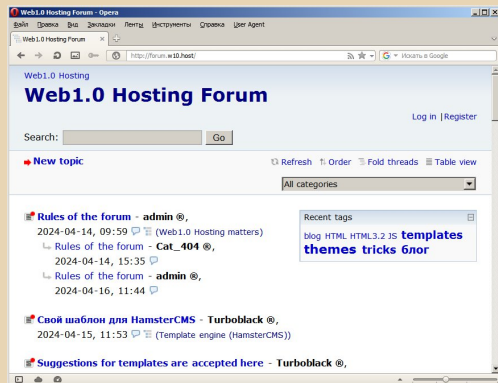 Web1.0 Hosting Forum - Opera
Файл Правка Вид Закладки Ленты Инструменты Справка User Agent
Web1.0 Hosting Forum
http://forum.w10.host/
Искать в Google
Web1.0 Hosting
Web1.0 Hosting Forum
Log in | Register
Search: Go
New topic Refresh Order Fold threads Table view
All categories
Rules of the forum - admin ®,
2024-04-14, 09:59 (Web1.0 Hosting matters)
Rules of the forum - Cat_404 ®,
2024-04-14, 15:35
Rules of the forum - admin ®,
2024-04-16, 11:44
Recent tags
blog HTML HTML3.2 JS templates
themes tricks блог
Свой шаблон для HamsterCMS - Turboblack ®,
2024-04-15, 11:53 (Template engine (HamsterCMS))
Suggestions for templates are accepted here - Turboblack ®,